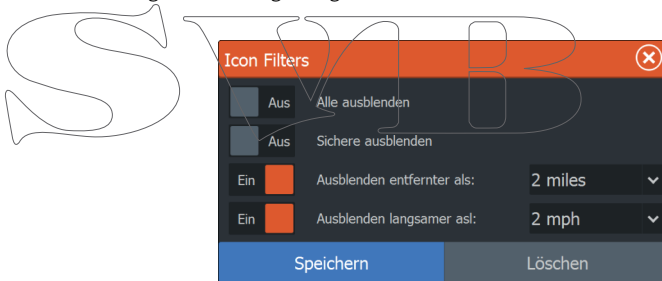 SVB
Icon Filters
Aus Alle ausblenden
Aus Sichere ausblenden
Ein Ausblenden entfernter als: 2 miles
Ein Ausblenden langsamer asl: 2 mph
Speichern Löschen